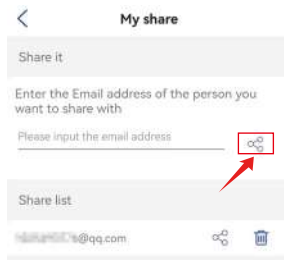 My share
Share it
Enter the Email address of the person you
want to share with
Please input the email address
Share list
@qq.com